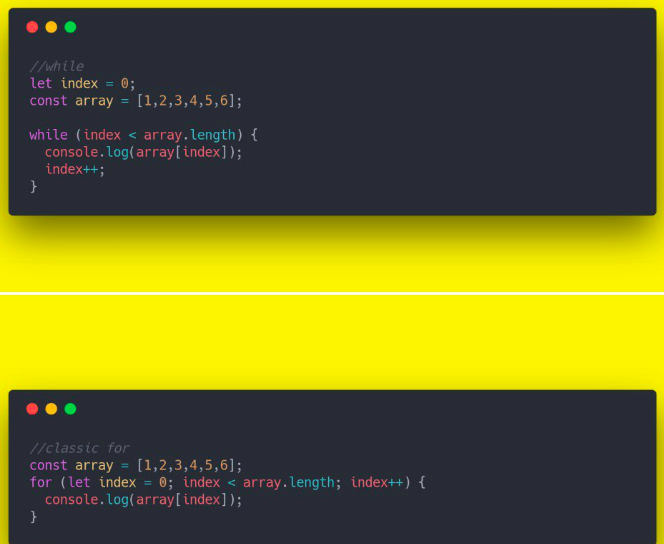 //while
let index = 0;
const array = [1,2,3,4,5,6];
while (index < array.length) {
  console.log(array[index]);
  index++;
}
//classic for
const array = [1,2,3,4,5,6];
for (let index = 0; index < array.length; index++) {
  console.log(array[index]);
}